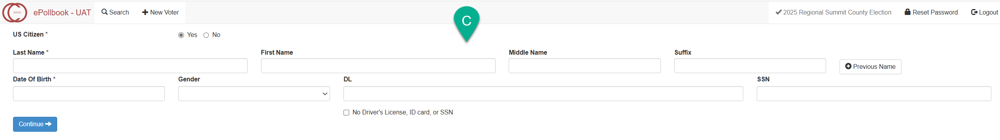 SCORE ePollbook - UAT Search New Voter 2025 Regional Summit County Election Reset Password Logout
C
US Citizen * Yes No
Last Name * First Name Middle Name Suffix
Previous Name
Date Of Birth * Gender DL SSN
No Driver's License, ID card, or SSN
Continue